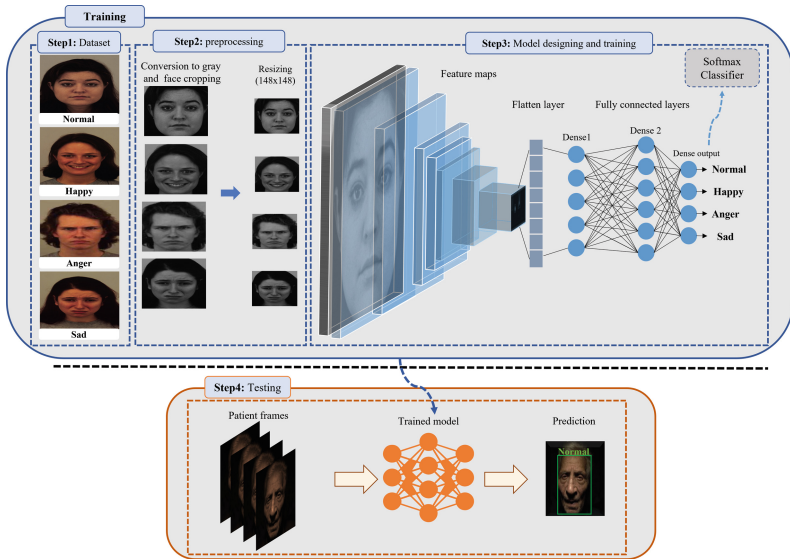 Training
Step1: Dataset
Normal
Happy
Anger
Sad
Step2: preprocessing
Conversion to gray
and face cropping
Resizing
(148x148)
Step3: Model designing and training
Feature maps
Flatten layer
Fully connected layers
Softmax
Classifier
Dense1
Dense 2
Dense output
Normal
Happy
Anger
Sad
Step4: Testing
Patient frames
Trained model
Prediction
Normal